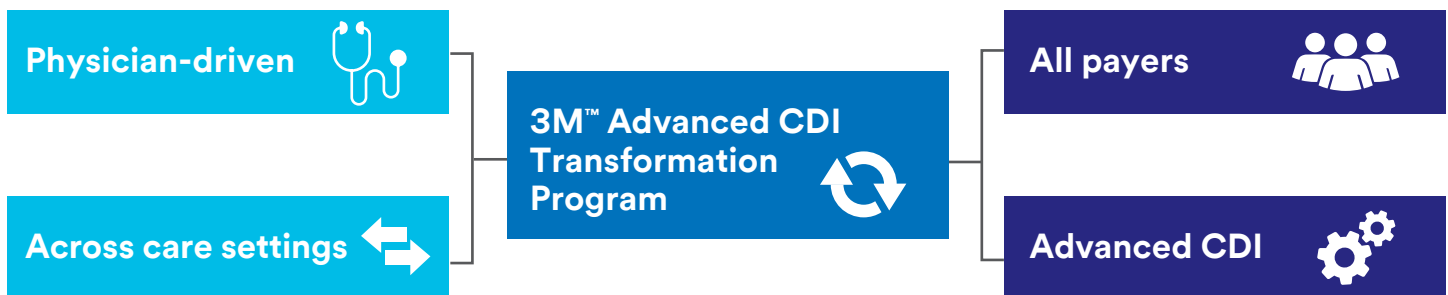 Physician-driven
Across care settings
3M™ Advanced CDI
Transformation
Program
All payers
Advanced CDI